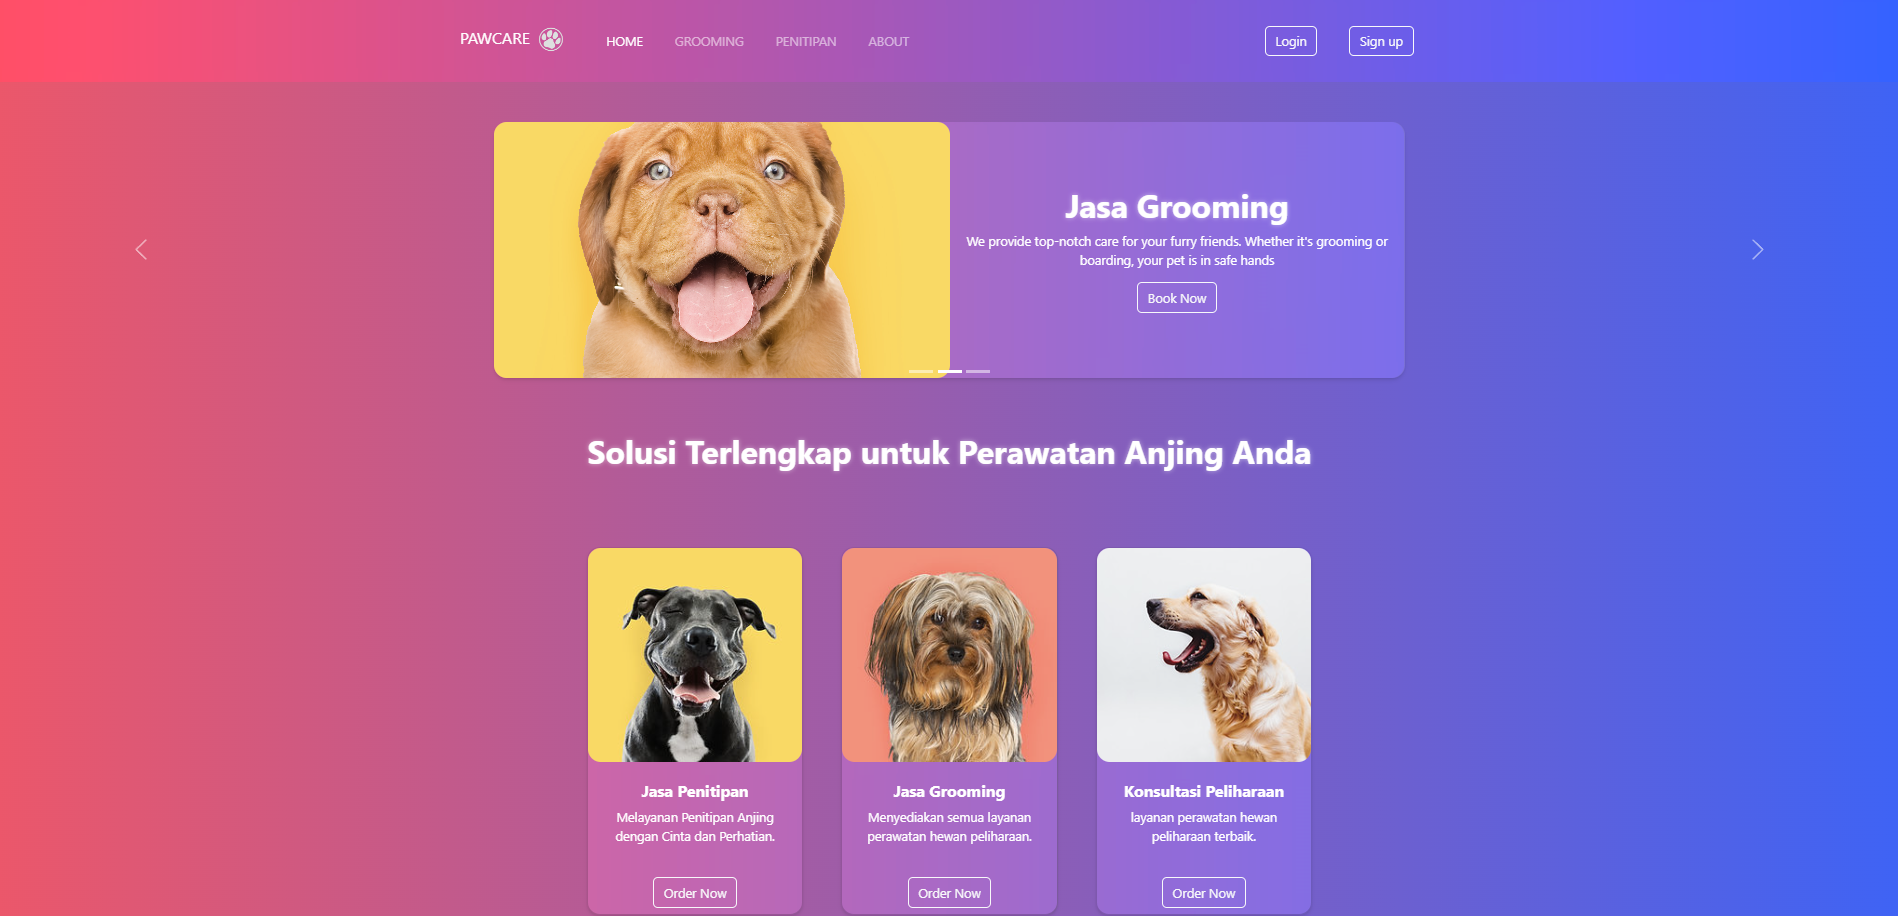 PAWCARE
HOME
GROOMING
PENITIPAN
ABOUT
Login
Sign up
Jasa Grooming
We provide top-notch care for your furry friends. Whether it's grooming or
boarding, your pet is in safe hands
Book Now
Solusi Terlengkap untuk Perawatan Anjing Anda
Jasa Penitipan
Melayanan Penitipan Anjing
dengan Cinta dan Perhatian.
Order Now
Jasa Grooming
Menyediakan semua layanan
perawatan hewan peliharaan.
Order Now
Konsultasi Peliharaan
layanan perawatan hewan
peliharaan terbaik.
Order Now